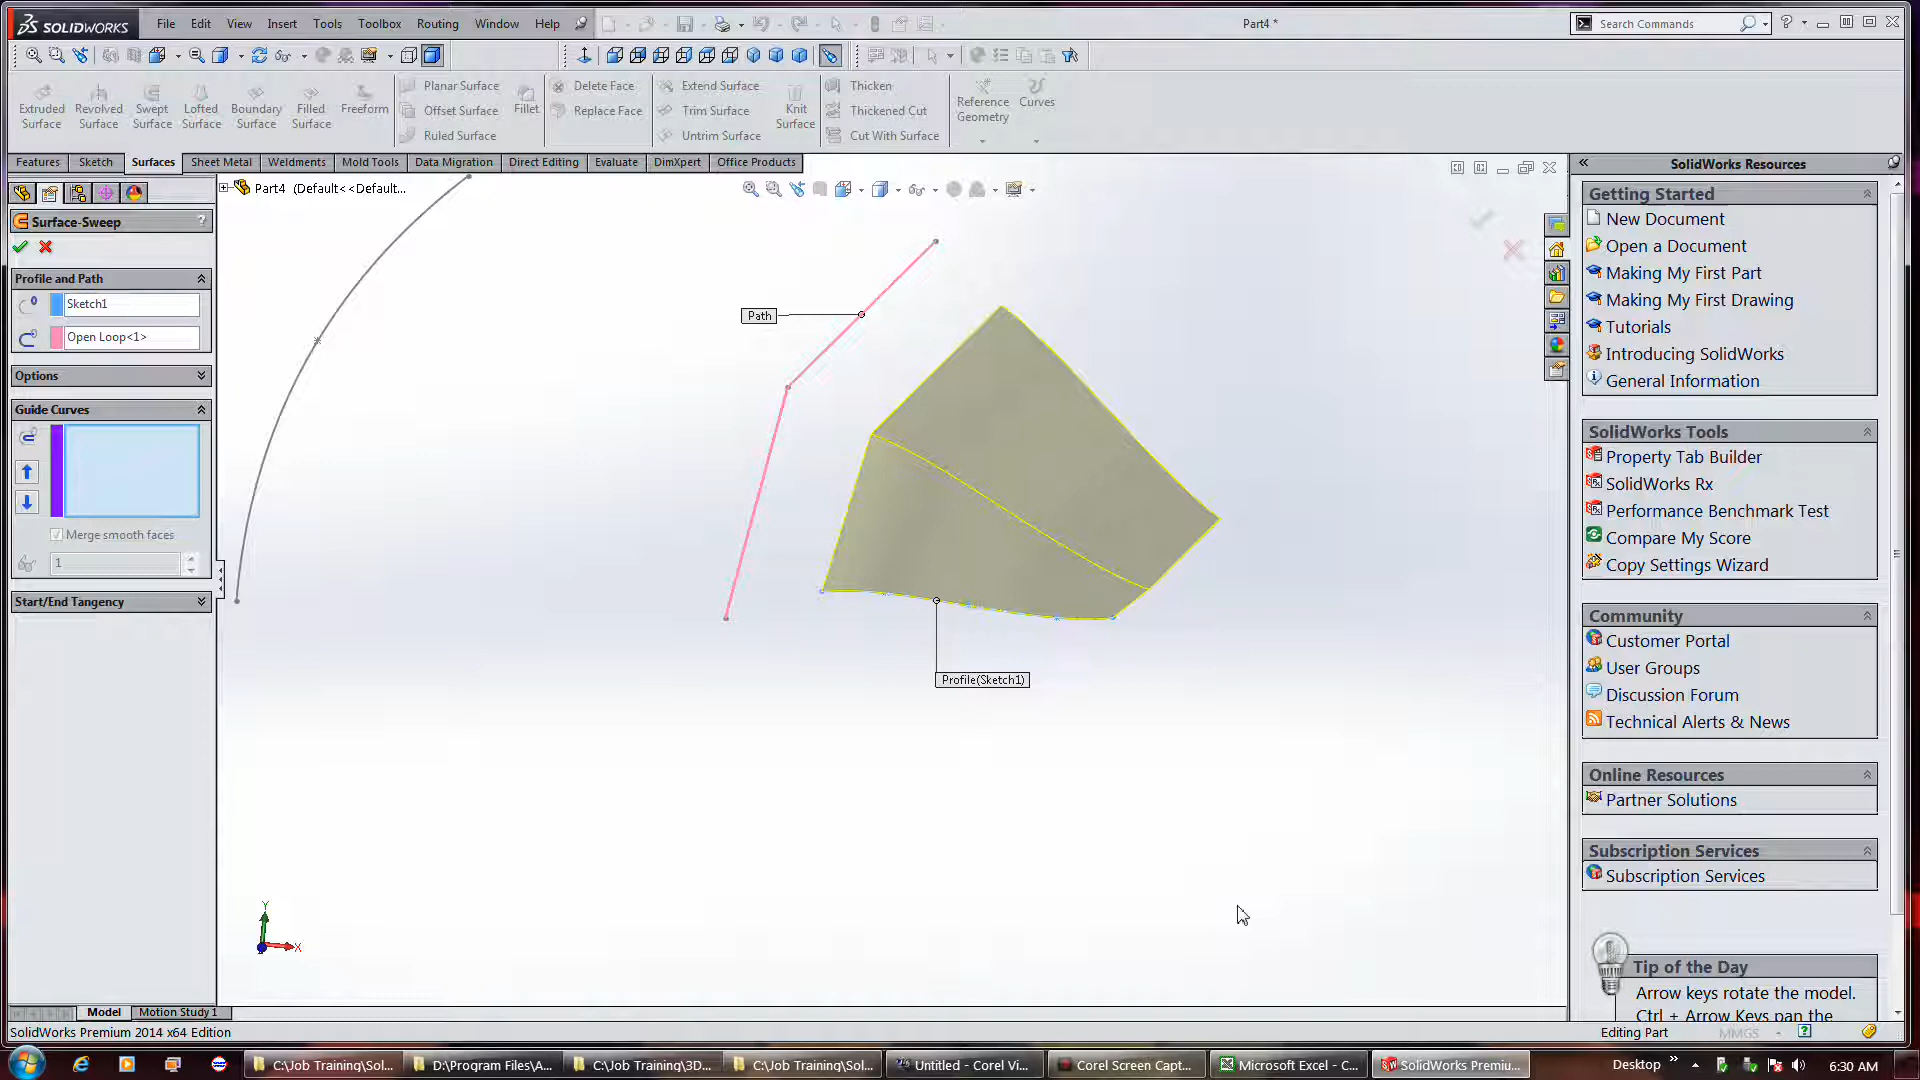 SOLIDWORKS
File Edit View Insert Tools Toolbox Routing Window Help
Part4 *
Search Commands
Extruded Surface
Revolved Surface
Swept Surface
Lofted Surface
Boundary Surface
Filled Surface
Freeform
Planar Surface
Offset Surface
Ruled Surface
Fillet
Delete Face
Replace Face
Extend Surface
Trim Surface
Untrim Surface
Knit Surface
Thicken
Thickened Cut
Cut With Surface
Reference Geometry
Curves
Features Sketch Surfaces Sheet Metal Weldments Mold Tools Data Migration Direct Editing Evaluate DimXpert Office Products
Part4 (Default<<Default...
Surface-Sweep
?
Profile and Path
Sketch1
Open Loop<1>
Options
Guide Curves
Merge smooth faces
1
Start/End Tangency
Path
Profile(Sketch1)
Y
X
SolidWorks Resources
Getting Started
New Document
Open a Document
Making My First Part
Making My First Drawing
Tutorials
Introducing SolidWorks
General Information
SolidWorks Tools
Property Tab Builder
SolidWorks Rx
Performance Benchmark Test
Compare My Score
Copy Settings Wizard
Community
Customer Portal
User Groups
Discussion Forum
Technical Alerts & News
Online Resources
Partner Solutions
Subscription Services
Subscription Services
Tip of the Day
Arrow keys rotate the model.
Ctrl + Arrow Keys pan the
Model Motion Study 1
SolidWorks Premium 2014 x64 Edition
Editing Part MMGS
C:\Job Training\Sol... D:\Program Files\A... C:\Job Training\3D... C:\Job Training\Sol... Untitled - Corel Vi... Corel Screen Capt... Microsoft Excel - C... SolidWorks Premiu... Desktop 6:30 AM